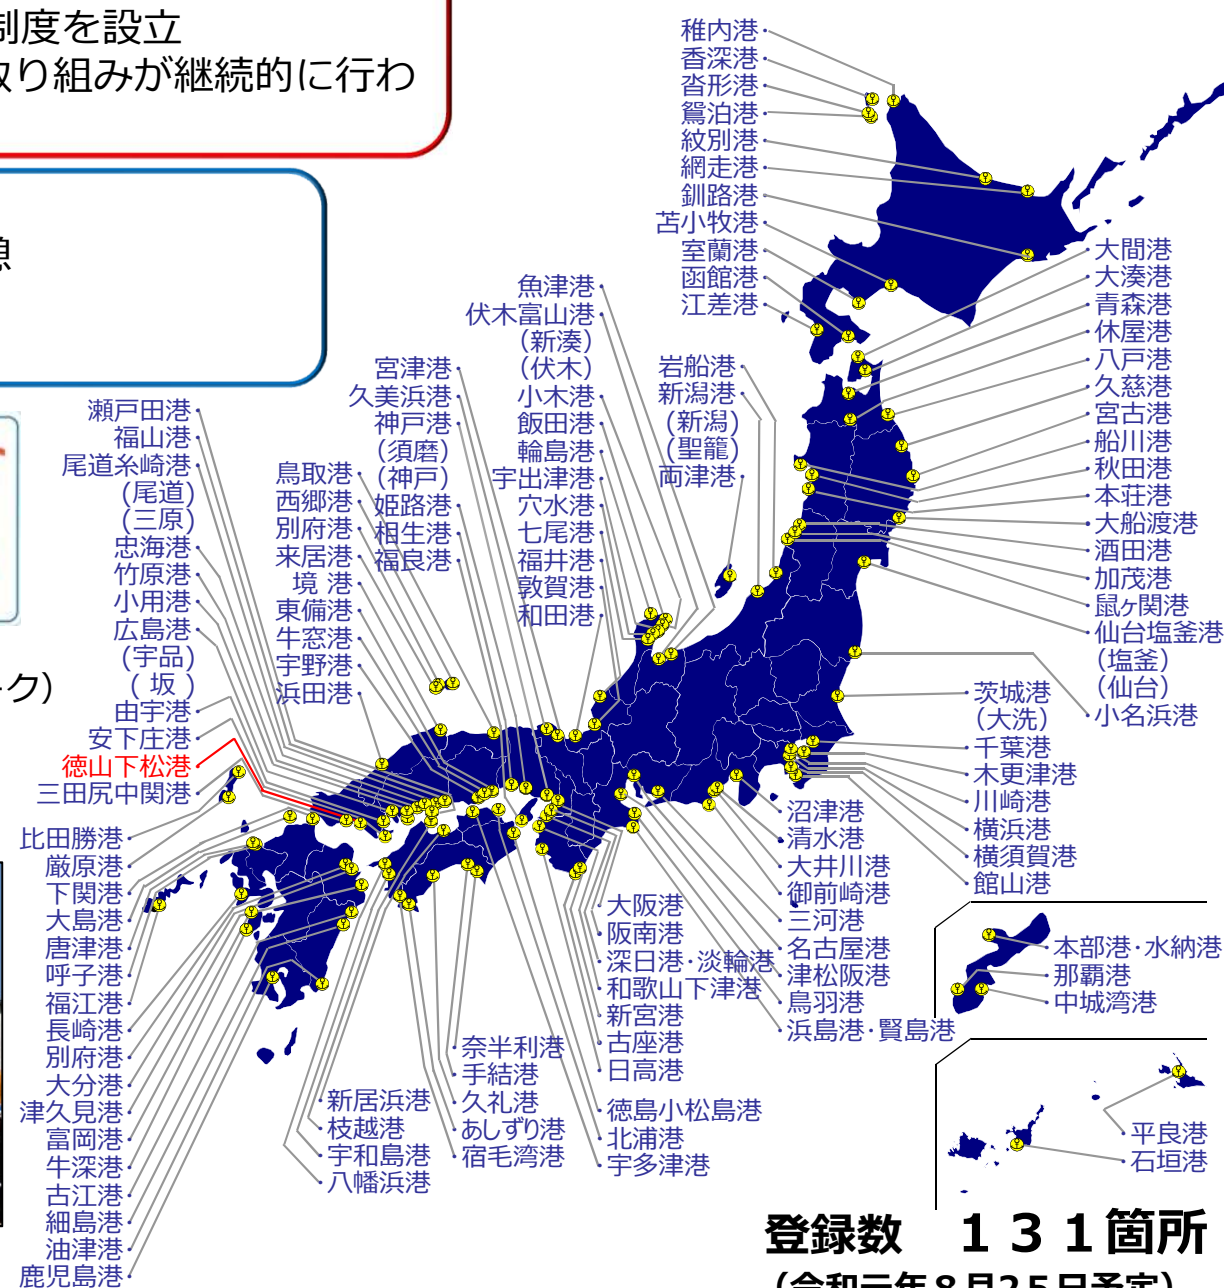 制度を設立
取り組みが継続的に行わ
憩
ーク）
稚内港
香深港
沓形港
鴛泊港
紋別港
網走港
釧路港
苫小牧港
室蘭港
函館港
江差港
大間港
大湊港
青森港
休屋港
八戸港
久慈港
宮古港
船川港
秋田港
本荘港
大船渡港
酒田港
加茂港
鼠ヶ関港
仙台塩釜港
(塩釜)
(仙台)
小名浜港
岩船港
新潟港
(新潟)
(聖籠)
両津港
魚津港
伏木富山港
(新湊)
(伏木)
小木港
飯田港
輪島港
宇出津港
穴水港
七尾港
福井港
敦賀港
和田港
宮津港
久美浜港
神戸港
(須磨)
(神戸)
姫路港
相生港
福良港
鳥取港
西郷港
別府港
来居港
境 港
東備港
牛窓港
宇野港
浜田港
瀬戸田港
福山港
尾道糸崎港
(尾道)
(三原)
忠海港
竹原港
小用港
広島港
(宇品)
( 坂 )
由宇港
安下庄港
徳山下松港
三田尻中関港
比田勝港
厳原港
下関港
大島港
唐津港
呼子港
福江港
長崎港
別府港
大分港
津久見港
富岡港
牛深港
古江港
細島港
油津港
鹿児島港
新居浜港
枝越港
宇和島港
八幡浜港
奈半利港
手結港
久礼港
あしずり港
宿毛湾港
大阪港
阪南港
深日港･淡輪港
和歌山下津港
新宮港
古座港
日高港
徳島小松島港
北浦港
宇多津港
茨城港
(大洗)
千葉港
木更津港
川崎港
横浜港
横須賀港
館山港
沼津港
清水港
大井川港
御前崎港
三河港
名古屋港
津松阪港
鳥羽港
浜島港･賢島港
本部港･水納港
那覇港
中城湾港
平良港
石垣港
登録数　１３１箇所
（令和元年８月２５日予定）